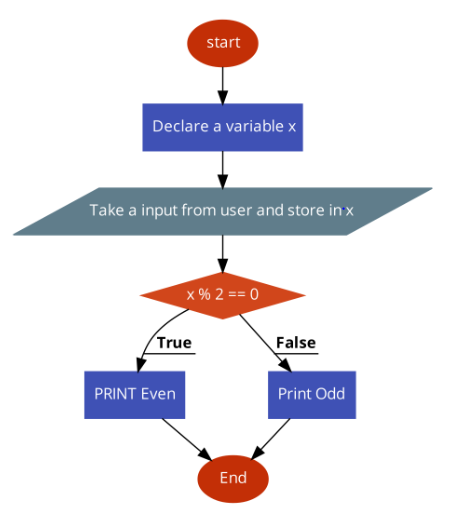 start
Declare a variable x
Take a input from user and store in x
x % 2 == 0
True
False
PRINT Even
Print Odd
End